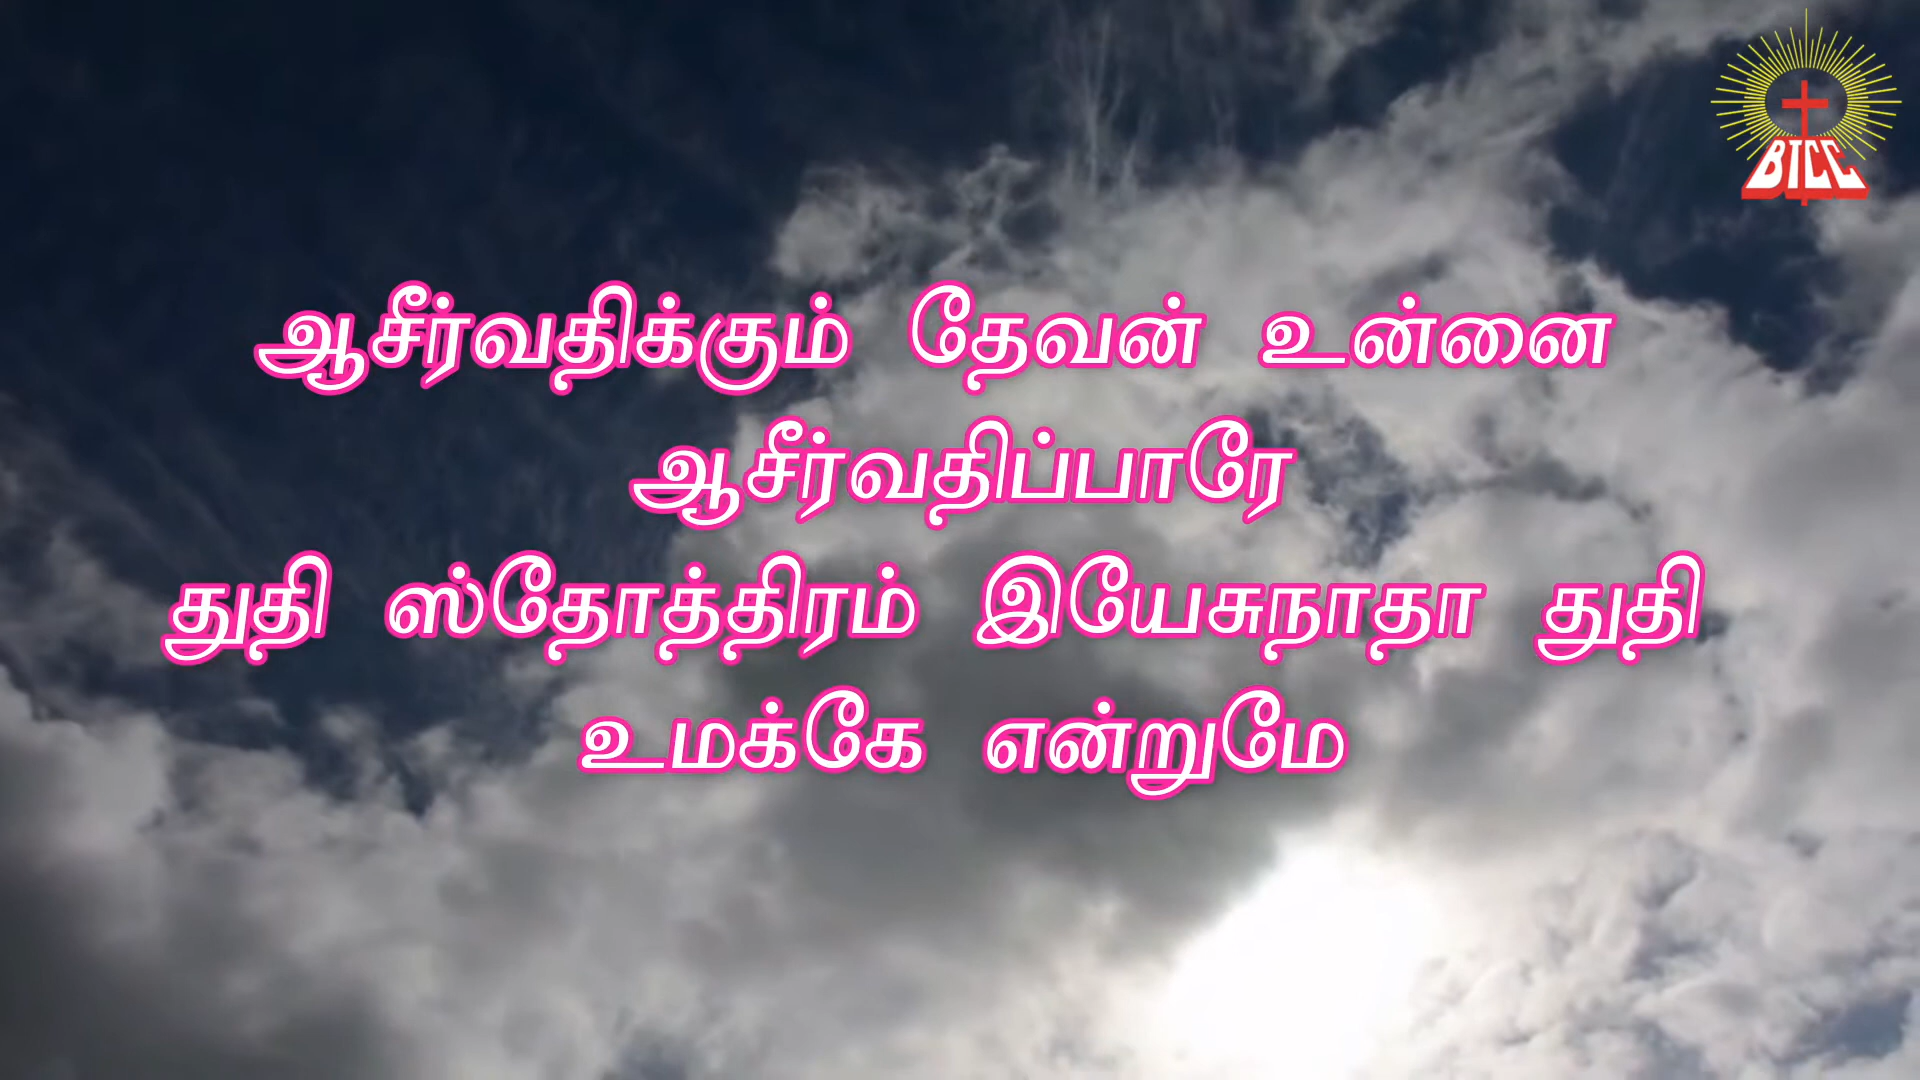 BICC
ஆசீர்வதிக்கும் தேவன் உன்னை
ஆசீர்வதிப்பாரே
துதி ஸ்தோத்திரம் இயேசுநாதா துதி
உமக்கே என்றுமே